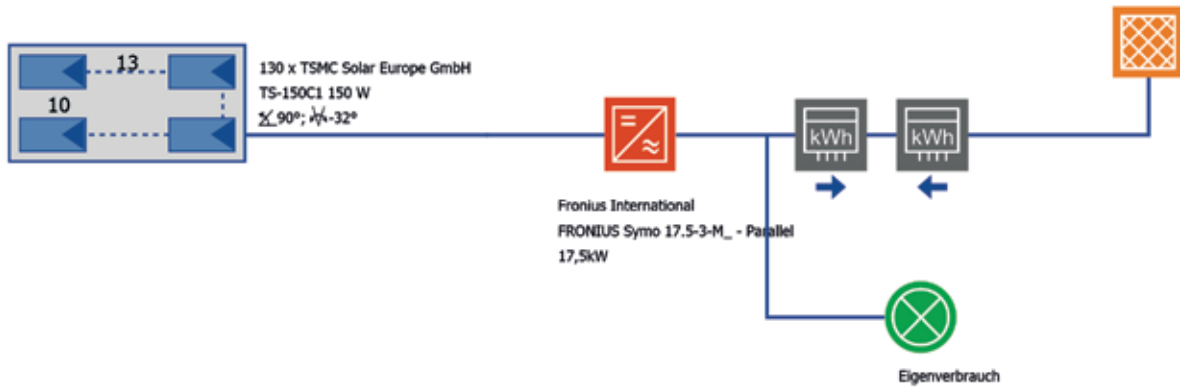 13
10
130 x TSMC Solar Europe GmbH
TS-150C1 150 W
90°; -32°
kWh
kWh
Fronius International
FRONIUS Symo 17.5-3-M_ - Parallel
17,5kW
Eigenverbrauch